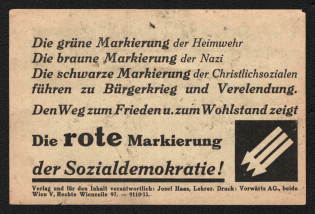 Die grüne Markierung der Heimwehr
Die braune Markierung der Nazi
Die schwarze Markierung der Christlichsozialen
führen zu Bürgerkrieg und Verelendung.
Den Weg zum Frieden u. zum Wohlstand zeigt
Die rote Markierung
der Sozialdemokratie!
Verlag und für den Inhalt verantwortlich: Josef Haas, Lehrer. Druck: Vorwärts AG., beide
Wien V, Rechte Wienzeile 97. — 9110·33.